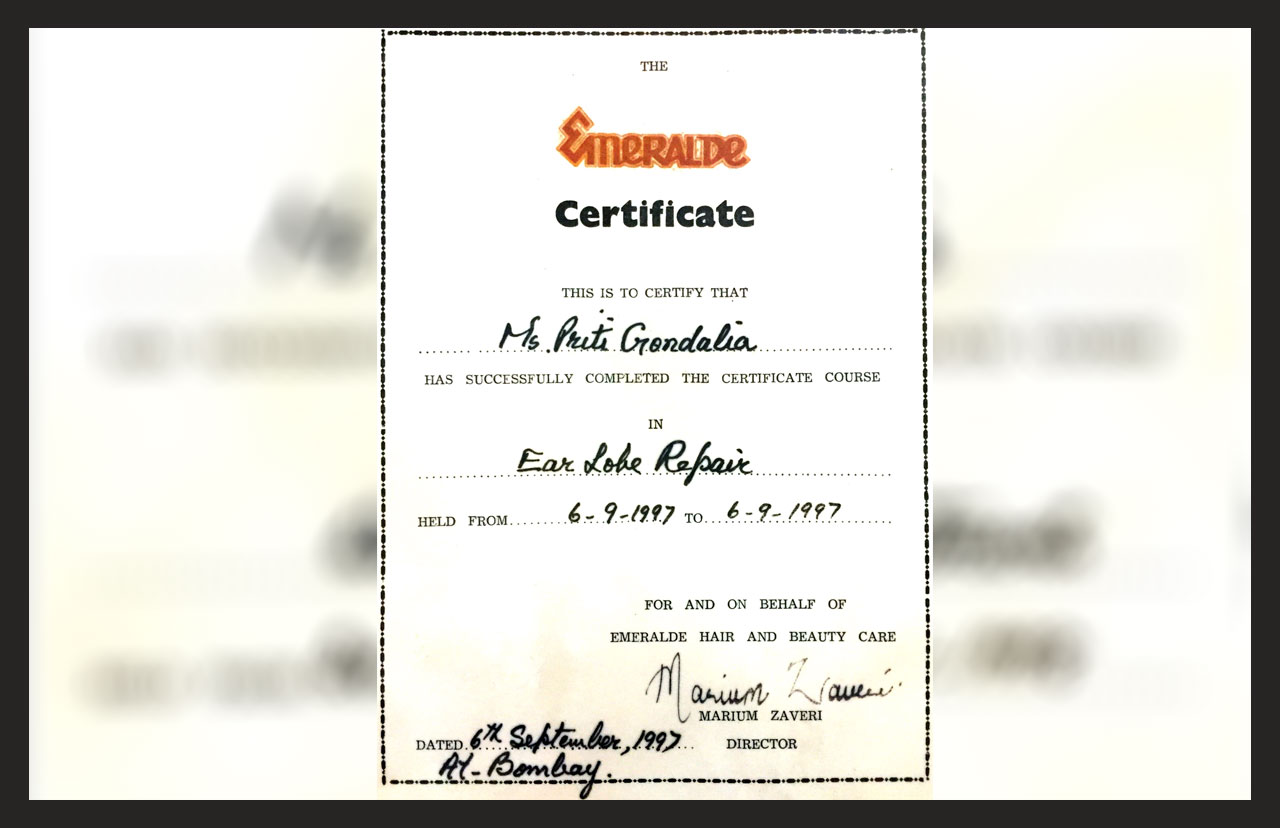 THE
EMERALDE
Certificate
THIS IS TO CERTIFY THAT
Ms. Priti Gondalia
HAS SUCCESSFULLY COMPLETED THE CERTIFICATE COURSE
IN
Ear Lobe Repair
HELD FROM 6-9-1997 TO 6-9-1997
FOR AND ON BEHALF OF
EMERALDE HAIR AND BEAUTY CARE
Marium Zaveri
MARIUM ZAVERI
DATED 6th September, 1997 DIRECTOR
At - Bombay.